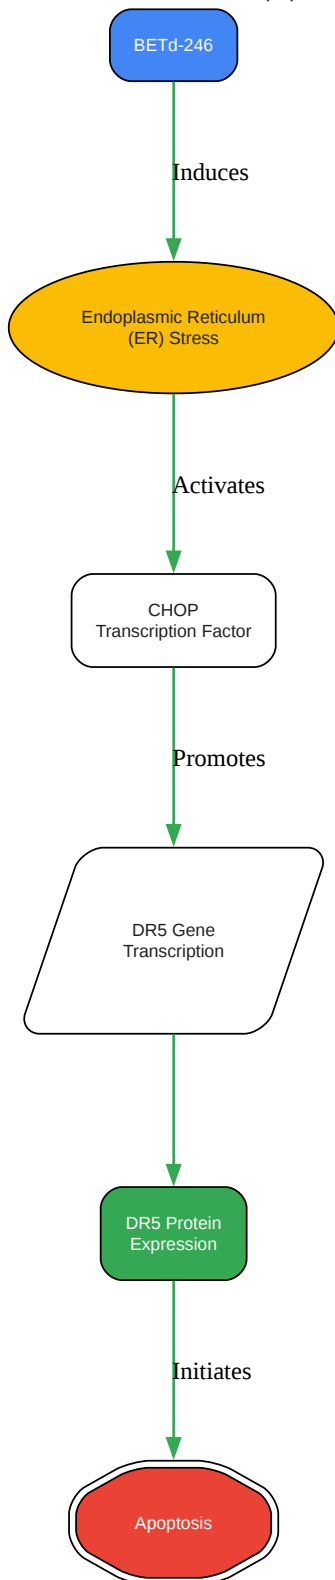 BETd-246
Induces
Endoplasmic Reticulum
(ER) Stress
Activates
CHOP
Transcription Factor
Promotes
DR5 Gene
Transcription
DR5 Protein
Expression
Initiates
Apoptosis